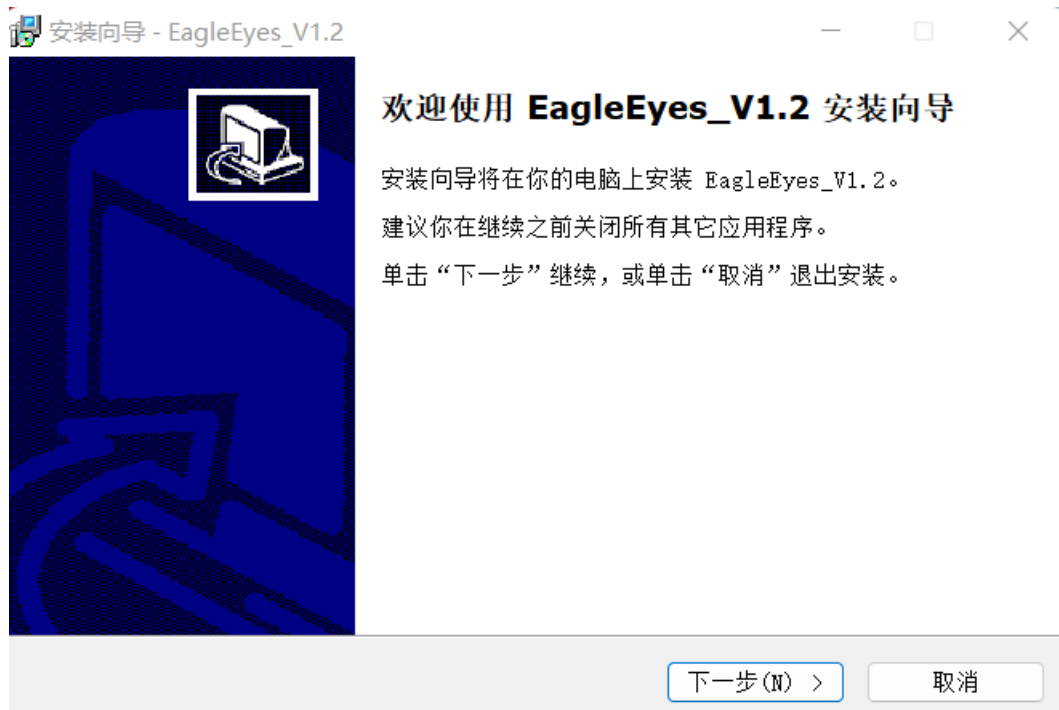 安装向导 - EagleEyes_V1.2
欢迎使用 EagleEyes_V1.2 安装向导
安装向导将在你的电脑上安装 EagleEyes_V1.2。
建议你在继续之前关闭所有其它应用程序。
单击“下一步”继续，或单击“取消”退出安装。
下一步(N) >
取消